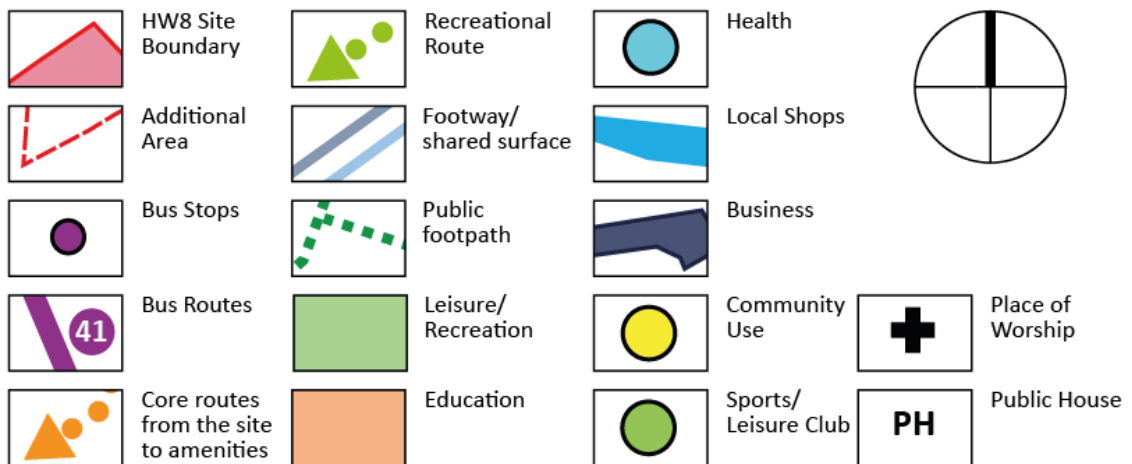 HW8 Site
Boundary
Additional
Area
Bus Stops
41
Bus Routes
Core routes
from the site
to amenities
Recreational
Route
Footway/
shared surface
Public
footpath
Leisure/
Recreation
Education
Health
Local Shops
Business
Community
Use
Sports/
Leisure Club
Place of
Worship
PH
Public House